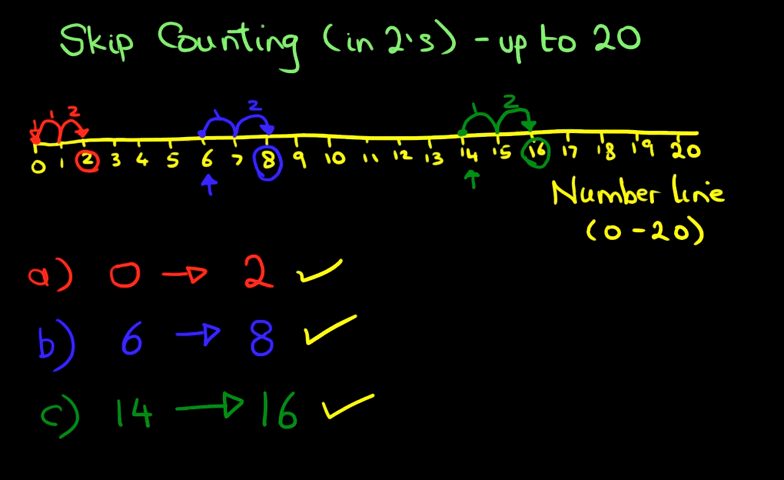 Skip Counting (in 2's) - up to 20
1 2 1 2 1 2
0 1 2 3 4 5 6 7 8 9 10 11 12 13 14 15 16 17 18 19 20
Number line
(0 - 20)
a) 0 → 2 ✓
b) 6 → 8 ✓
c) 14 → 16 ✓